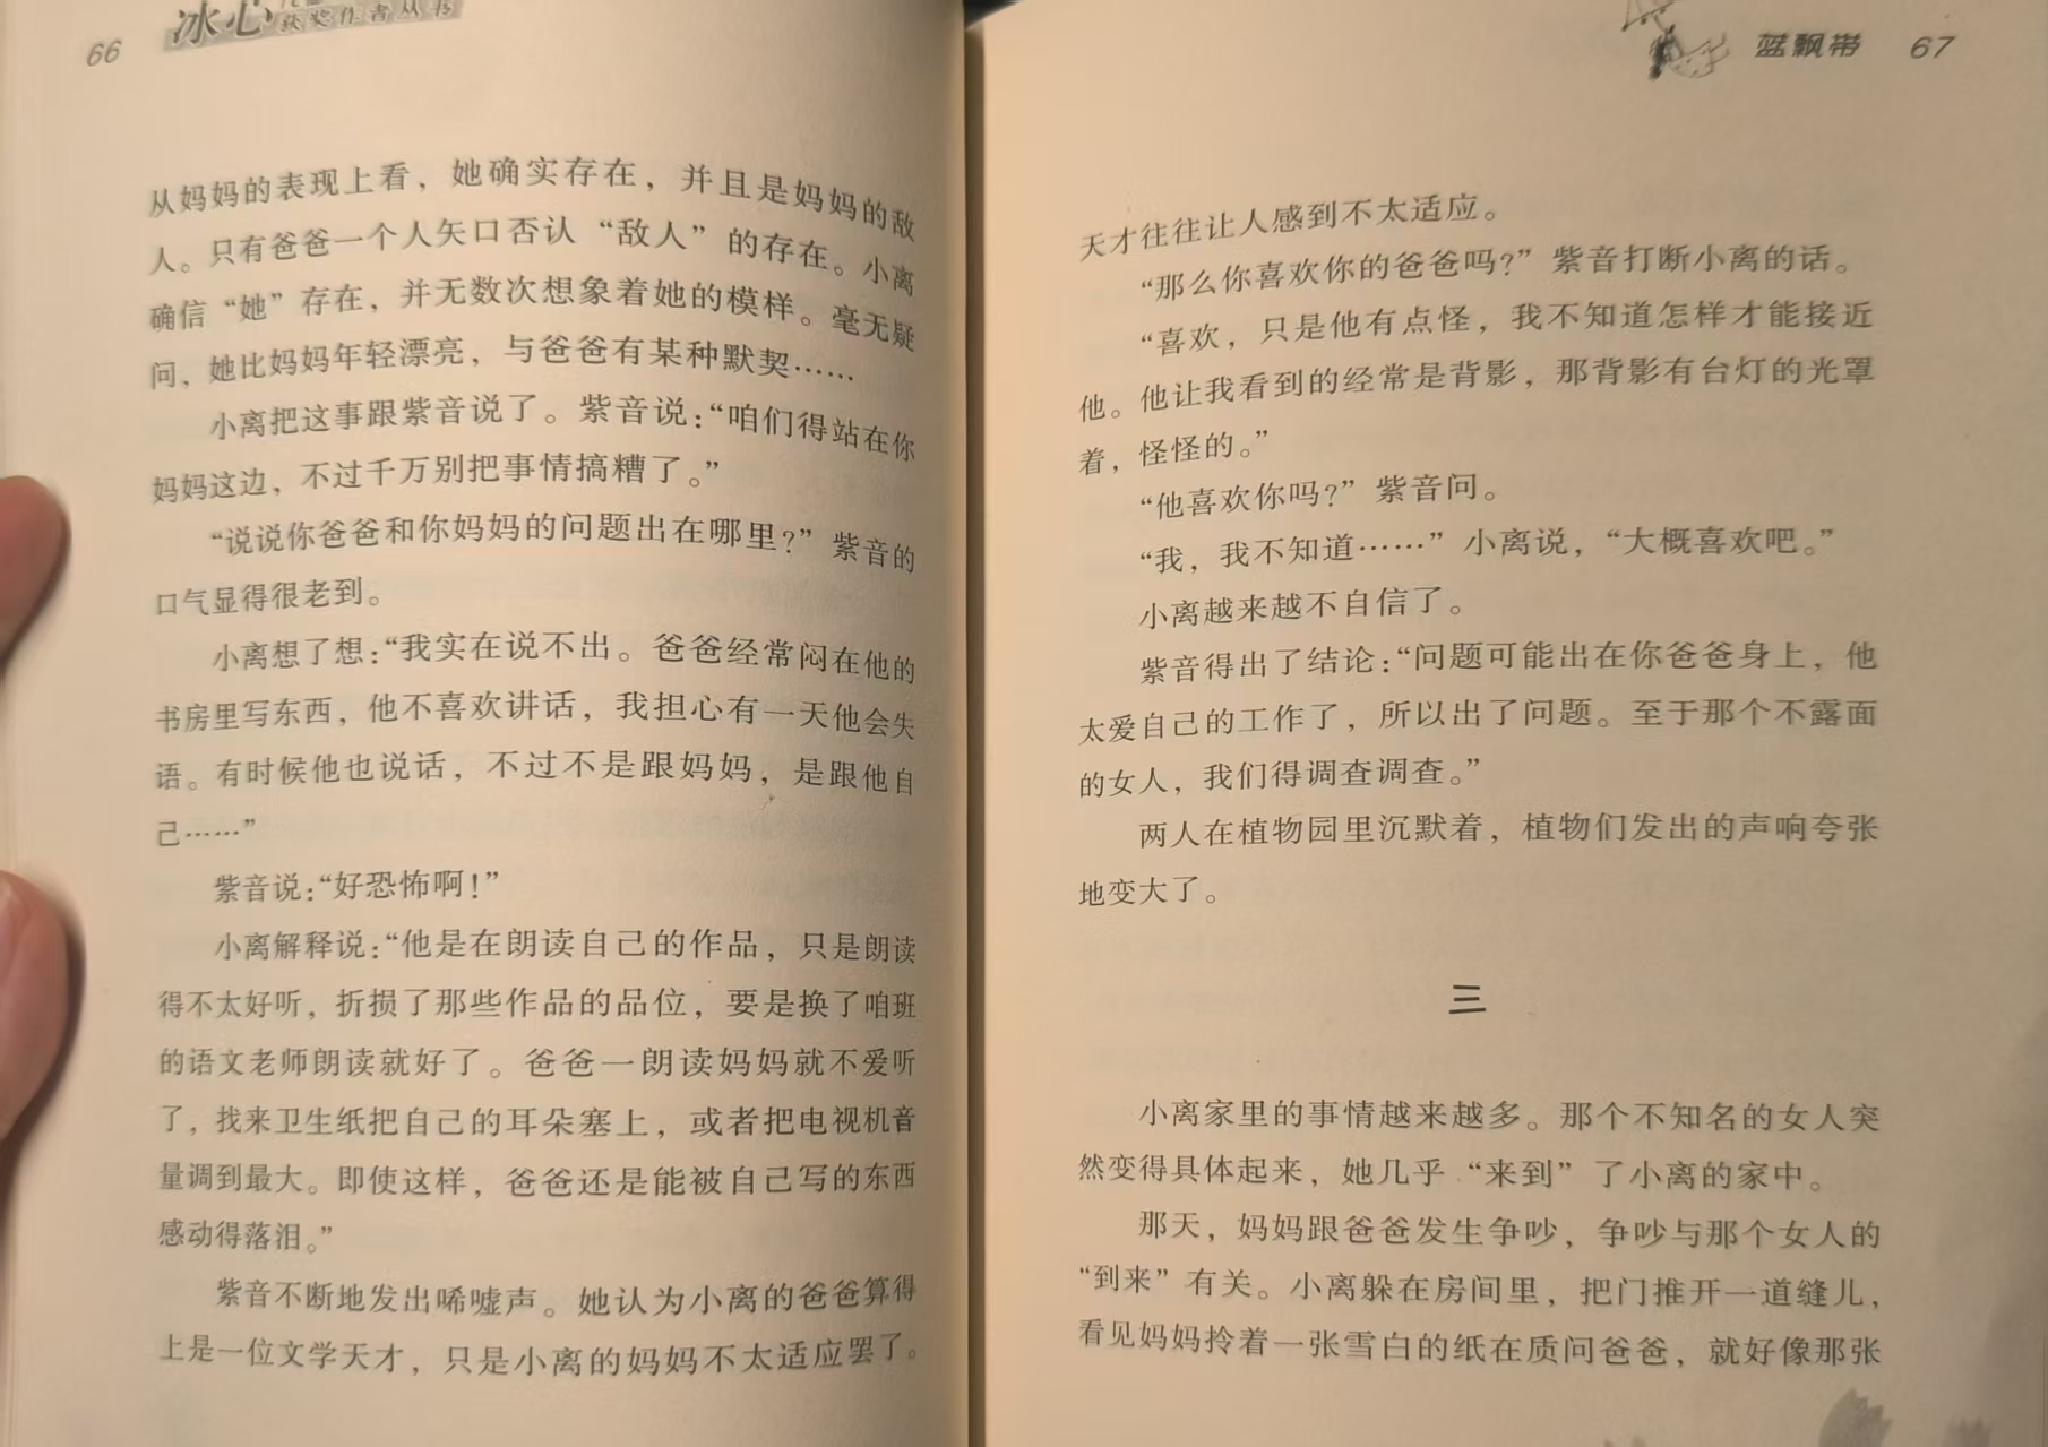 66
冰心
获奖作者丛书
从妈妈的表现上看，她确实存在，并且是妈妈的敌
人。只有爸爸一个人矢口否认“敌人”的存在。小离
确信“她”存在，并无数次想象着她的模样。毫无疑
问，她比妈妈年轻漂亮，与爸爸有某种默契……
小离把这事跟紫音说了。紫音说：“咱们得站在你
妈妈这边，不过千万别把事情搞糟了。”
“说说你爸爸和你妈妈的问题出在哪里？”紫音的
口气显得很老到。
小离想了想：“我实在说不出。爸爸经常闷在他的
书房里写东西，他不喜欢讲话，我担心有一天他会失
语。有时候他也说话，不过不是跟妈妈，是跟他自
己……”
紫音说：“好恐怖啊！”
小离解释说：“他是在朗读自己的作品，只是朗读
得不太好听，折损了那些作品的品位，要是换了咱班
的语文老师朗读就好了。爸爸一朗读妈妈就不爱听
了，找来卫生纸把自己的耳朵塞上，或者把电视机音
量调到最大。即使这样，爸爸还是能被自己写的东西
感动得落泪。”
紫音不断地发出唏嘘声。她认为小离的爸爸算得
上是一位文学天才，只是小离的妈妈不太适应罢了。
蓝飘带 67
天才往往让人感到不太适应。
“那么你喜欢你的爸爸吗？”紫音打断小离的话。
“喜欢，只是他有点怪，我不知道怎样才能接近
他。他让我看到的经常是背影，那背影有台灯的光罩
着，怪怪的。”
“他喜欢你吗？”紫音问。
“我，我不知道……”小离说，“大概喜欢吧。”
小离越来越不自信了。
紫音得出了结论：“问题可能出在你爸爸身上，他
太爱自己的工作了，所以出了问题。至于那个不露面
的女人，我们得调查调查。”
两人在植物园里沉默着，植物们发出的声响夸张
地变大了。
三
小离家里的事情越来越多。那个不知名的女人突
然变得具体起来，她几乎“来到”了小离的家中。
那天，妈妈跟爸爸发生争吵，争吵与那个女人的
“到来”有关。小离躲在房间里，把门推开一道缝儿，
看见妈妈拎着一张雪白的纸在质问爸爸，就好像那张